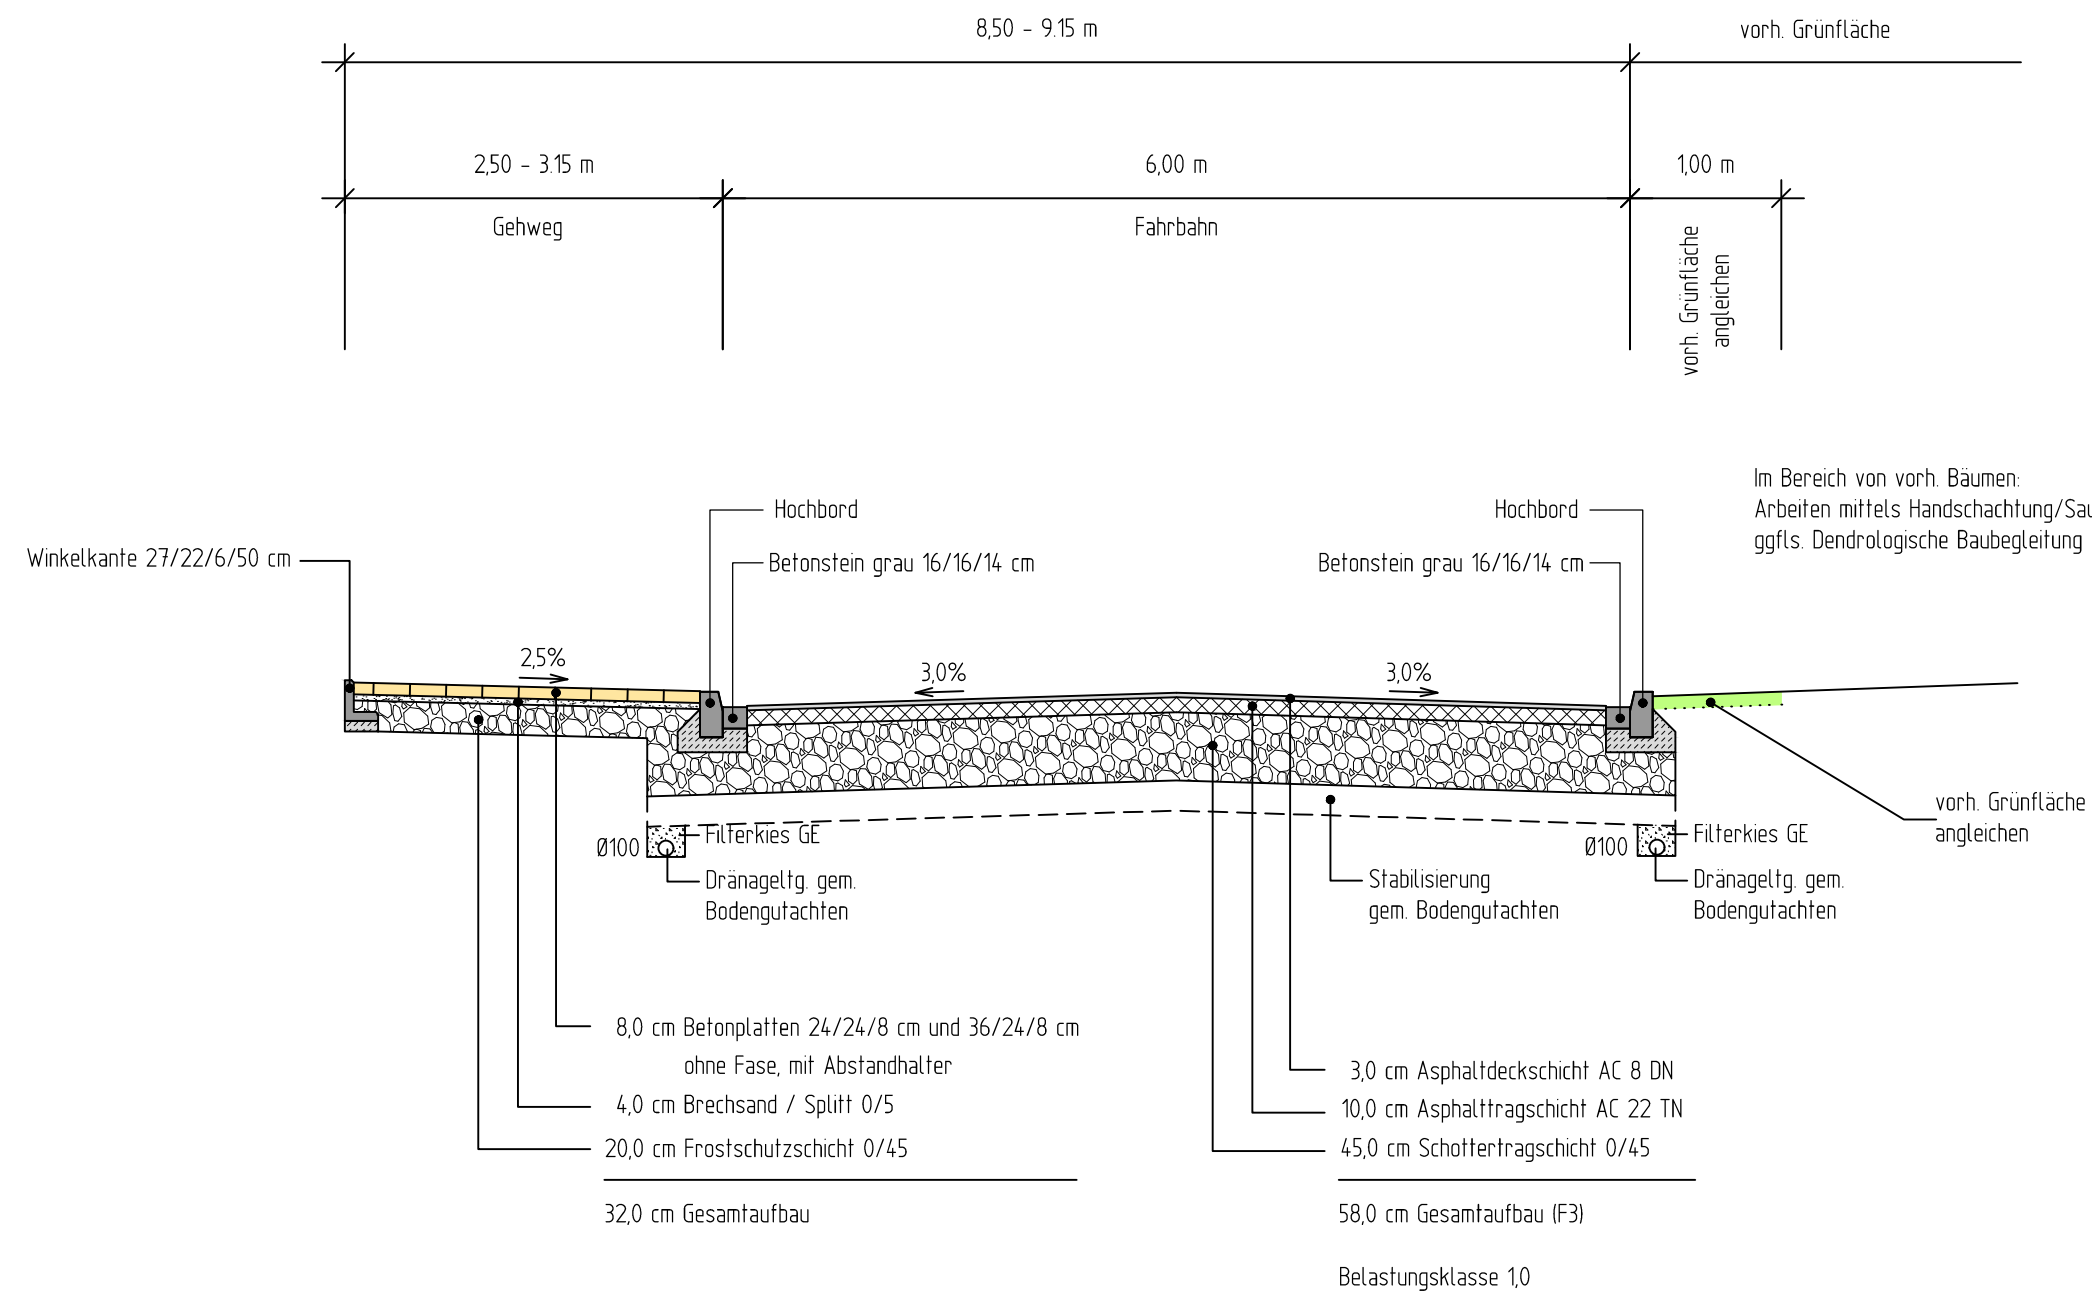 8,50 - 9.15 m
vorh. Grünfläche
2,50 - 3.15 m
6,00 m
1,00 m
Gehweg
Fahrbahn
vorh. Grünfläche
angleichen
Im Bereich von vorh. Bäumen:
Arbeiten mittels Handschachtung/
ggfls. Dendrologische Baubegleitung
Hochbord
Hochbord
Winkelkante 27/22/6/50 cm
Betonstein grau 16/16/14 cm
Betonstein grau 16/16/14 cm
2,5%
3,0%
3,0%
vorh. Grünfläche
angleichen
Ø100
Filterkies GE
Ø100
Filterkies GE
Dränageltg. gem.
Bodengutachten
Stabilisierung
gem. Bodengutachten
Dränageltg. gem.
Bodengutachten
8,0 cm Betonplatten 24/24/8 cm und 36/24/8 cm
ohne Fase, mit Abstandhalter
4,0 cm Brechsand / Splitt 0/5
20,0 cm Frostschutzschicht 0/45
32,0 cm Gesamtaufbau
3,0 cm Asphaltdeckschicht AC 8 DN
10,0 cm Asphalttragschicht AC 22 TN
45,0 cm Schottertragschicht 0/45
58,0 cm Gesamtaufbau (F3)
Belastungsklasse 1,0